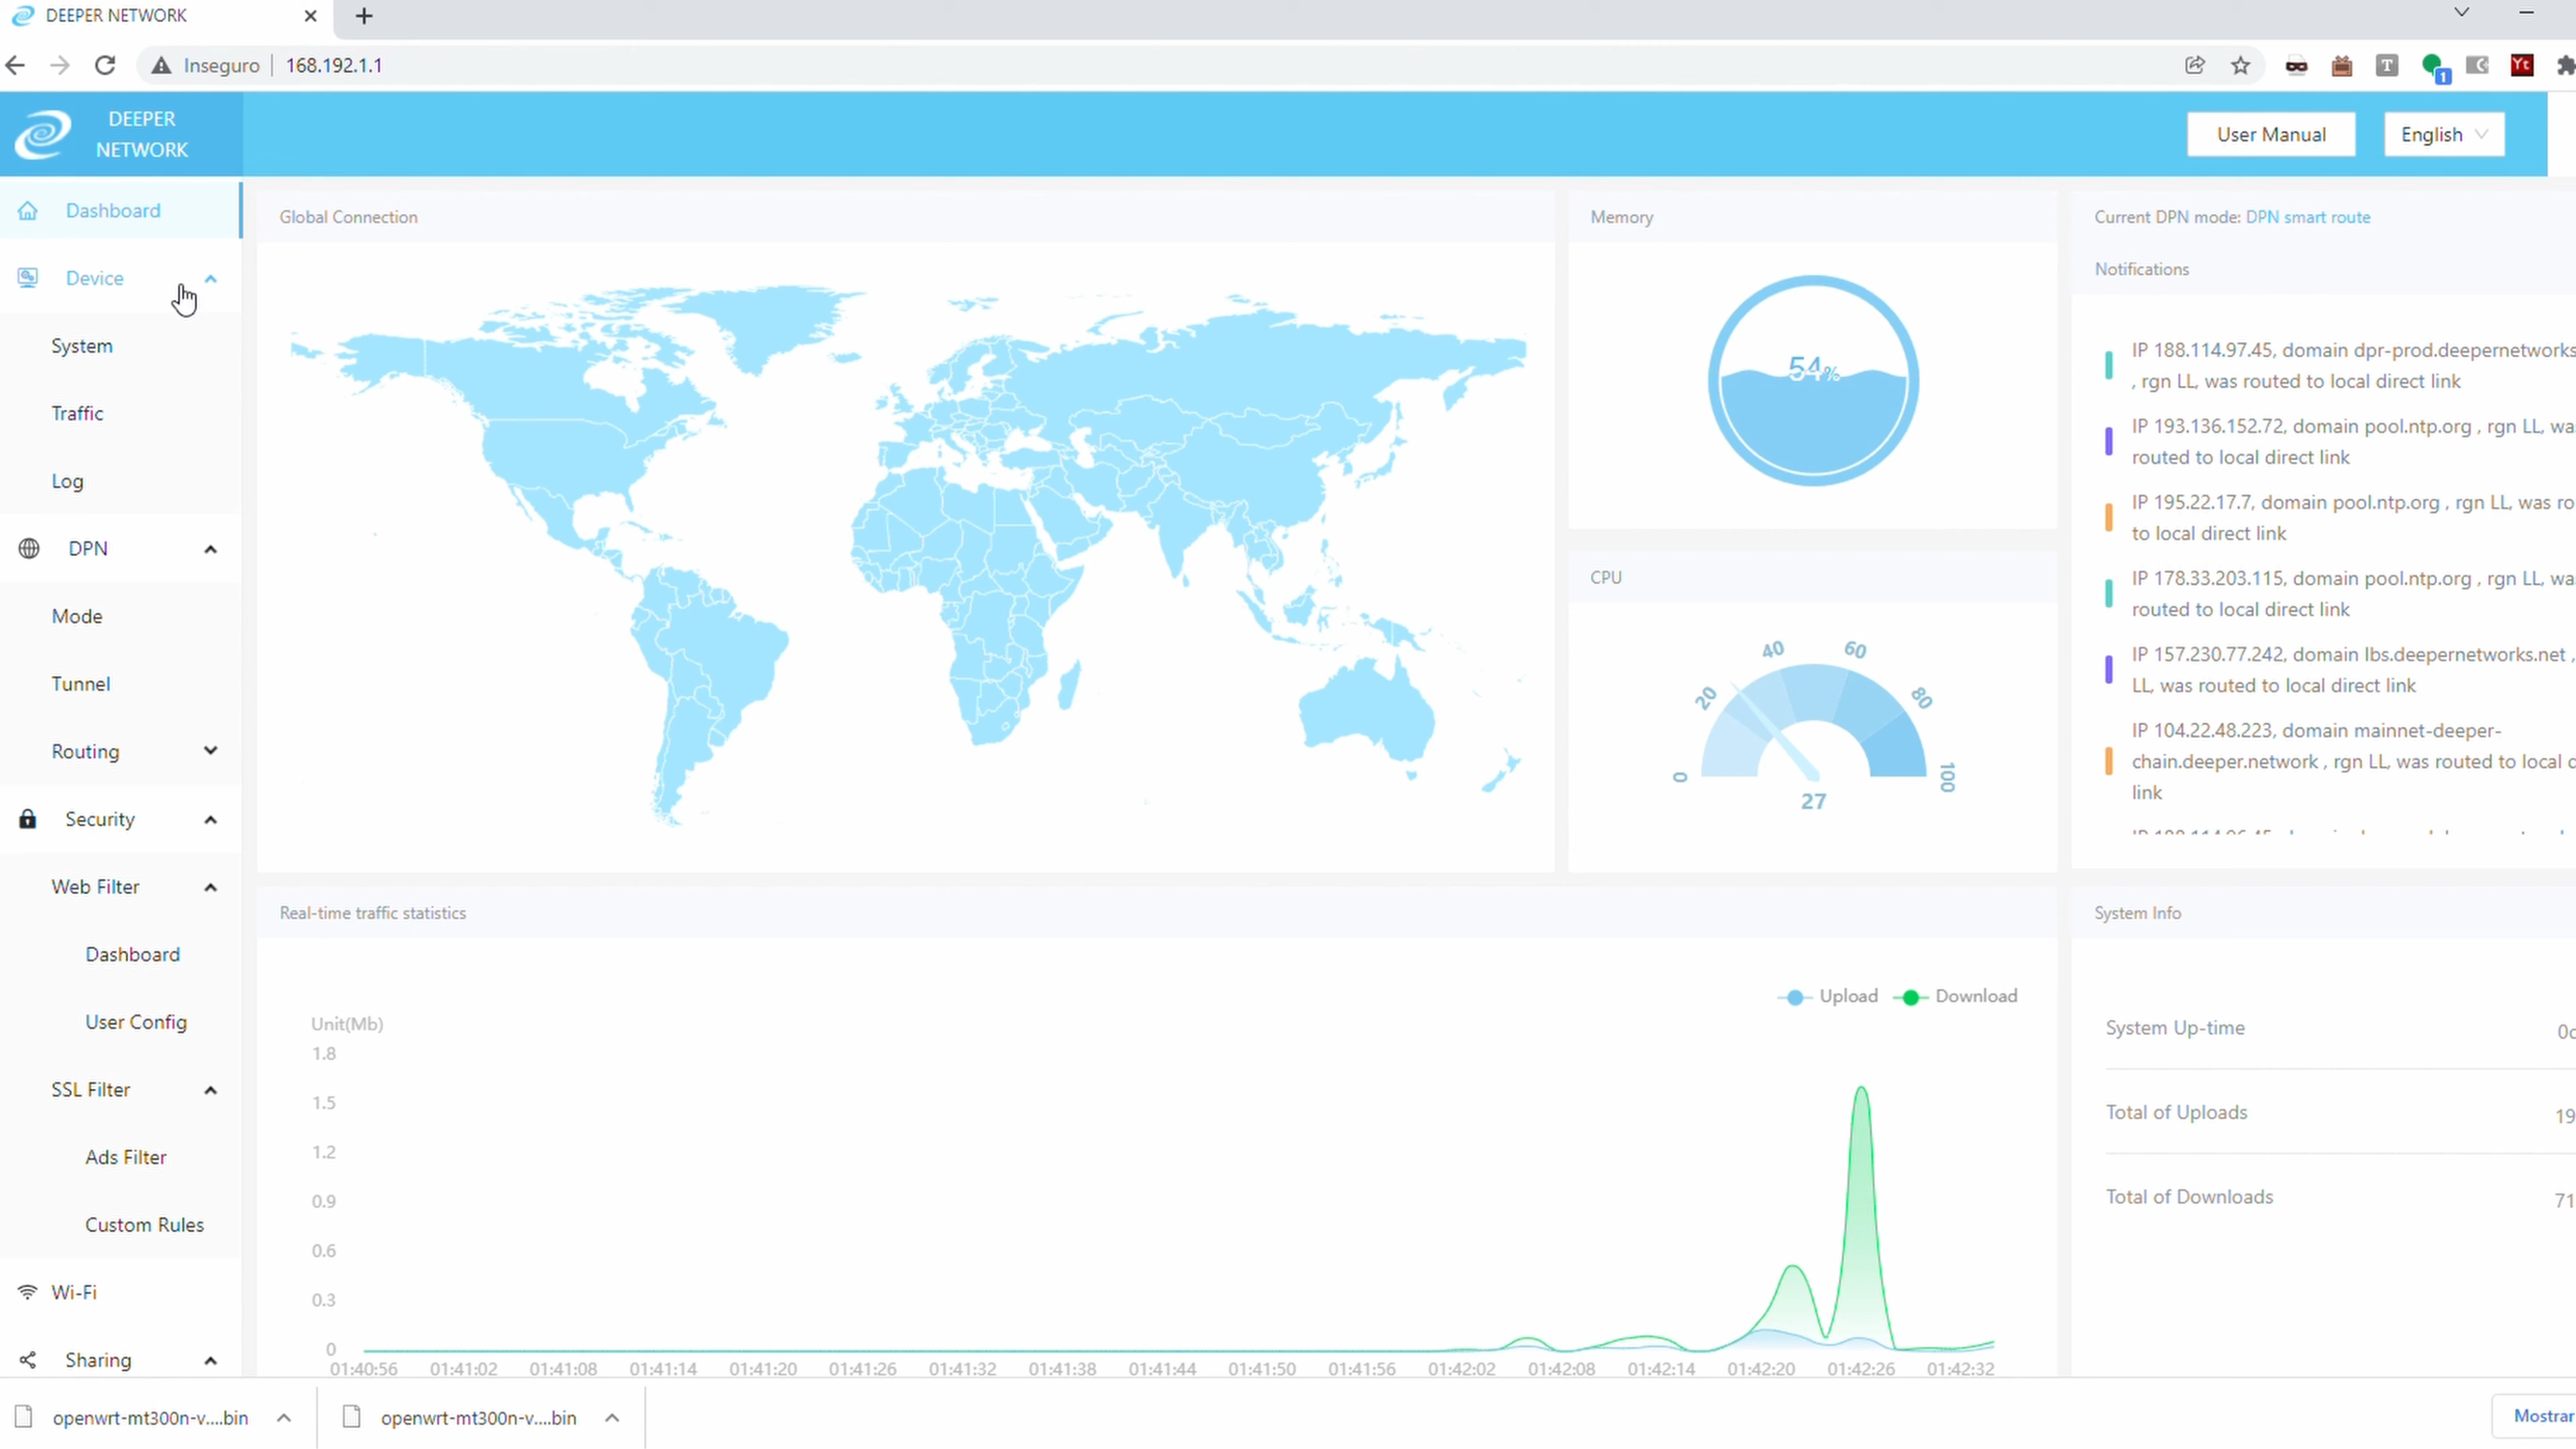 DEEPER NETWORK
Inseguro | 168.192.1.1
Yt
T
1
DEEPER
NETWORK
User Manual
English
Dashboard
Device
System
Traffic
Log
DPN
Mode
Tunnel
Routing
Security
Web Filter
Dashboard
User Config
SSL Filter
Ads Filter
Custom Rules
Wi-Fi
Sharing
Global Connection
Memory
54%
CPU
0
20
40
60
80
100
27
Current DPN mode: DPN smart route
Notifications
IP 188.114.97.45, domain dpr-prod.deepernetworks
, rgn LL, was routed to local direct link
IP 193.136.152.72, domain pool.ntp.org , rgn LL, wa
routed to local direct link
IP 195.22.17.7, domain pool.ntp.org , rgn LL, was ro
to local direct link
IP 178.33.203.115, domain pool.ntp.org , rgn LL, wa
routed to local direct link
IP 157.230.77.242, domain lbs.deepernetworks.net ,
LL, was routed to local direct link
IP 104.22.48.223, domain mainnet-deeper-
chain.deeper.network , rgn LL, was routed to local d
link
Real-time traffic statistics
Upload Download
Unit(Mb)
1.8
1.5
1.2
0.9
0.6
0.3
0
01:40:56 01:41:02 01:41:08 01:41:14 01:41:20 01:41:26 01:41:32 01:41:38 01:41:44 01:41:50 01:41:56 01:42:02 01:42:08 01:42:14 01:42:20 01:42:26 01:42:32
System Info
System Up-time 0d
Total of Uploads 19
Total of Downloads 71
openwrt-mt300n-v....bin
openwrt-mt300n-v....bin
Mostrar